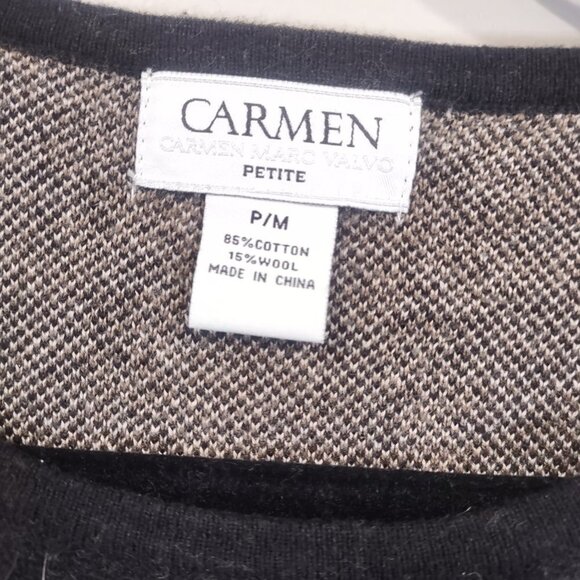 CARMEN
CARMEN MARC VALVO
PETITE
P/M
85%COTTON
15%WOOL
MADE IN CHINA